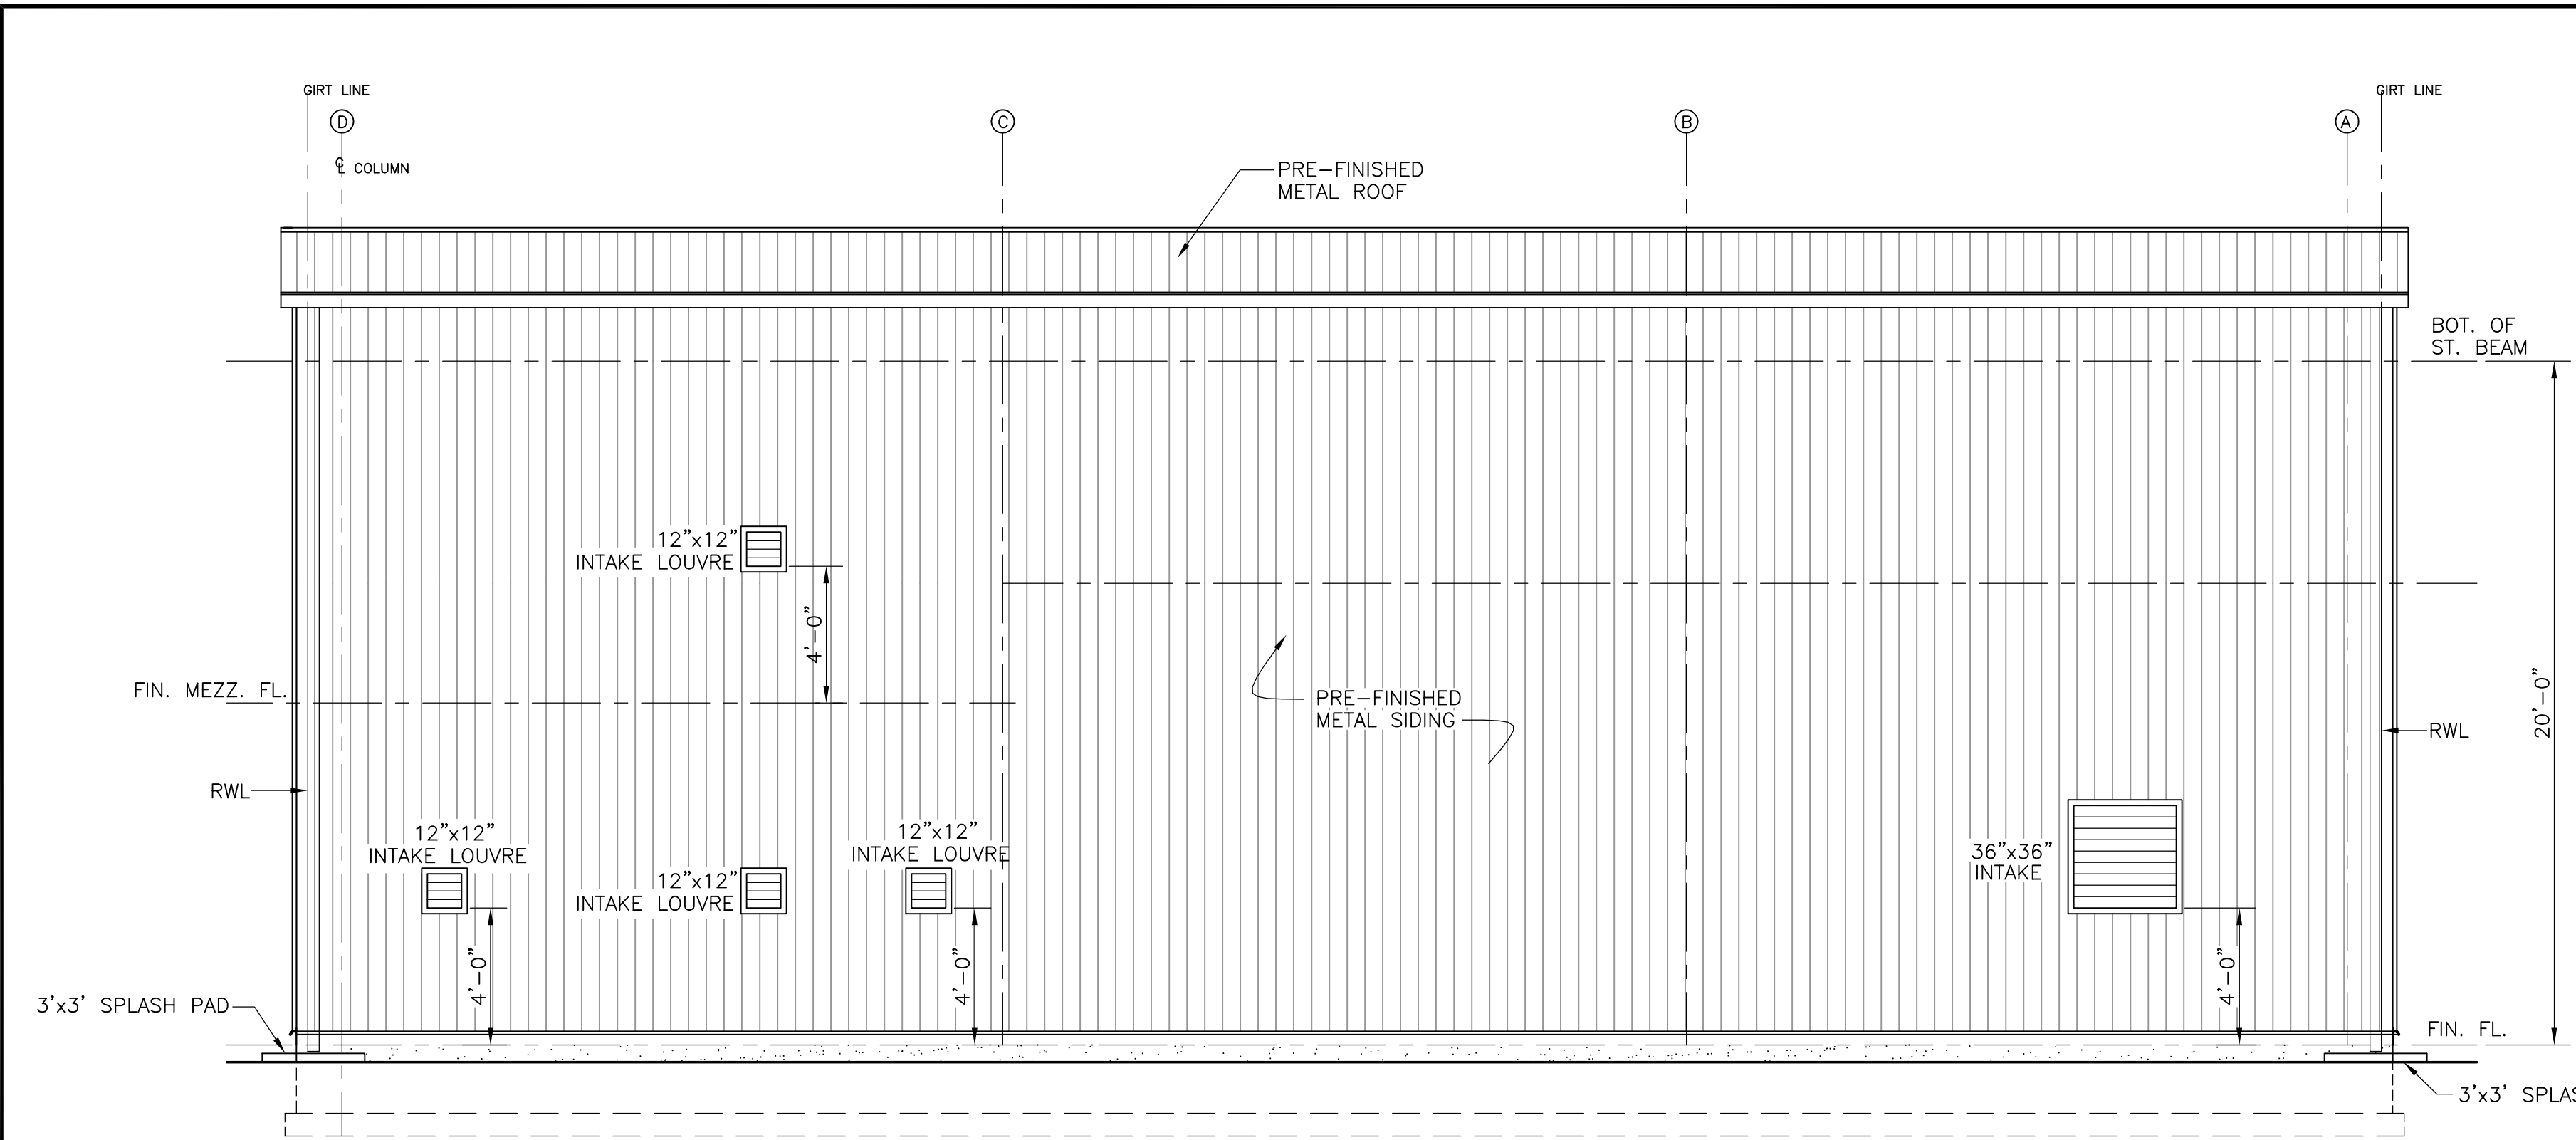 GIRT LINE
GIRT LINE
D
C
B
A
℄ COLUMN
PRE-FINISHED
METAL ROOF
BOT. OF
ST. BEAM
12"x12"
INTAKE LOUVRE
4'-0"
FIN. MEZZ. FL.
PRE-FINISHED
METAL SIDING
20'-0"
RWL
RWL
12"x12"
INTAKE LOUVRE
12"x12"
INTAKE LOUVRE
12"x12"
INTAKE LOUVRE
36"x36"
INTAKE
4'-0"
4'-0"
4'-0"
3'x3' SPLASH PAD
FIN. FL.
3'x3'